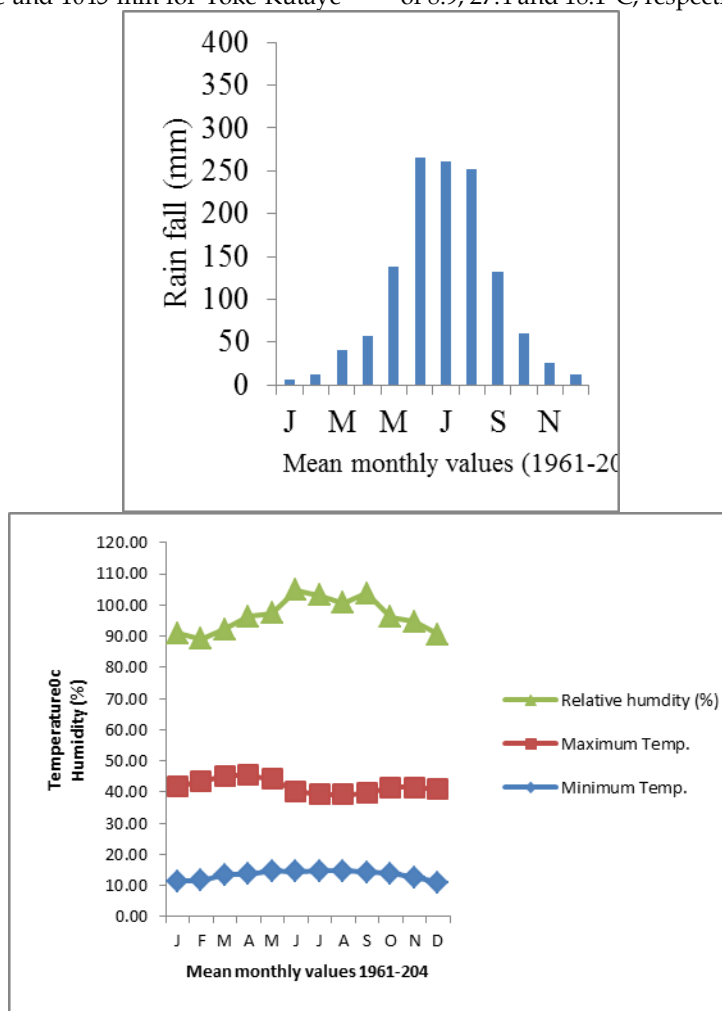 and 1015 mm for Toke Kutaye of 8.9, 27.4 and 18.1
400
350
300
250
200
150
100
50
0
Rain fall (mm)
J M M J S N
Mean monthly values (1961-20
120.00
110.00
100.00
90.00
80.00
70.00
60.00
50.00
40.00
30.00
20.00
10.00
0.00
Temperature0c
Humidity (%)
J F M A M J J A S O N D
Mean monthly values 1961-204
Relative humdity (%)
Maximum Temp.
Minimum Temp.